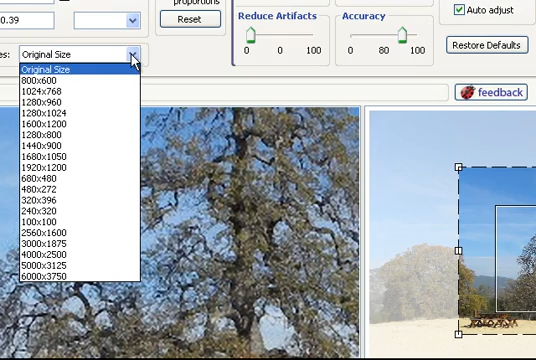 proportions
0.39
Reset
Reduce Artifacts
0 0 100
Accuracy
0 80 100
Auto adjust
Restore Defaults
es: Original Size
feedback
Original Size
800x600
1024x768
1280x960
1280x1024
1600x1200
1280x800
1440x900
1680x1050
1920x1200
680x480
480x272
320x396
240x320
100x100
2560x1600
3000x1875
4000x2500
5000x3125
6000x3750